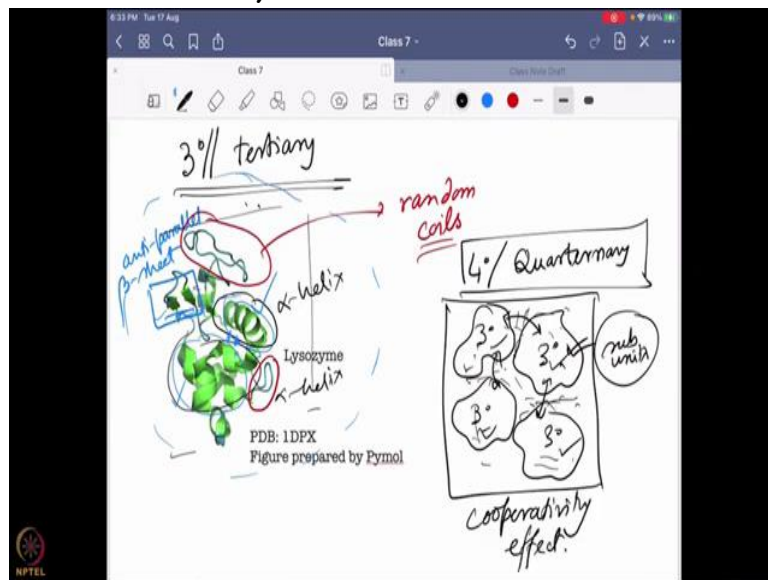 6:33 PM Tue 17 Aug
89%
Class 7
Class 7
Class Note Draft
3°// tertiary
random
coils
anti-parallel
β-sheet
α-helix
Lysozyme
α-helix
PDB: 1DPX
Figure prepared by Pymol
4°/ Quarternary
3°
3°
3°
3°
sub
units
cooperativity
effect.
NPTEL